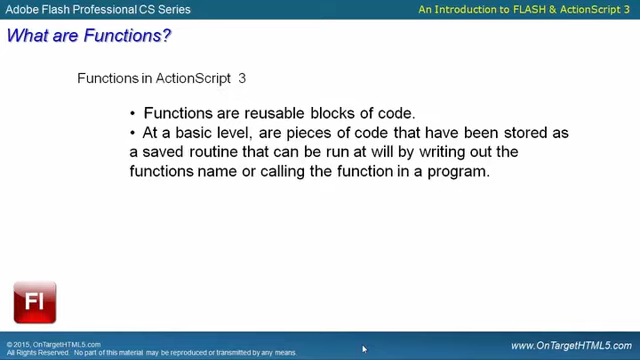 Adobe Flash Professional CS Series
An Introduction to FLASH & ActionScript 3
What are Functions?
Functions in ActionScript 3
• Functions are reusable blocks of code.
• At a basic level, are pieces of code that have been stored as
a saved routine that can be run at will by writing out the
functions name or calling the function in a program.
Fl
© 2015, OnTargetHTML5.com
All Rights Reserved. No part of this material may be reproduced or transmitted by any means.
www.OnTargetHTML5.com